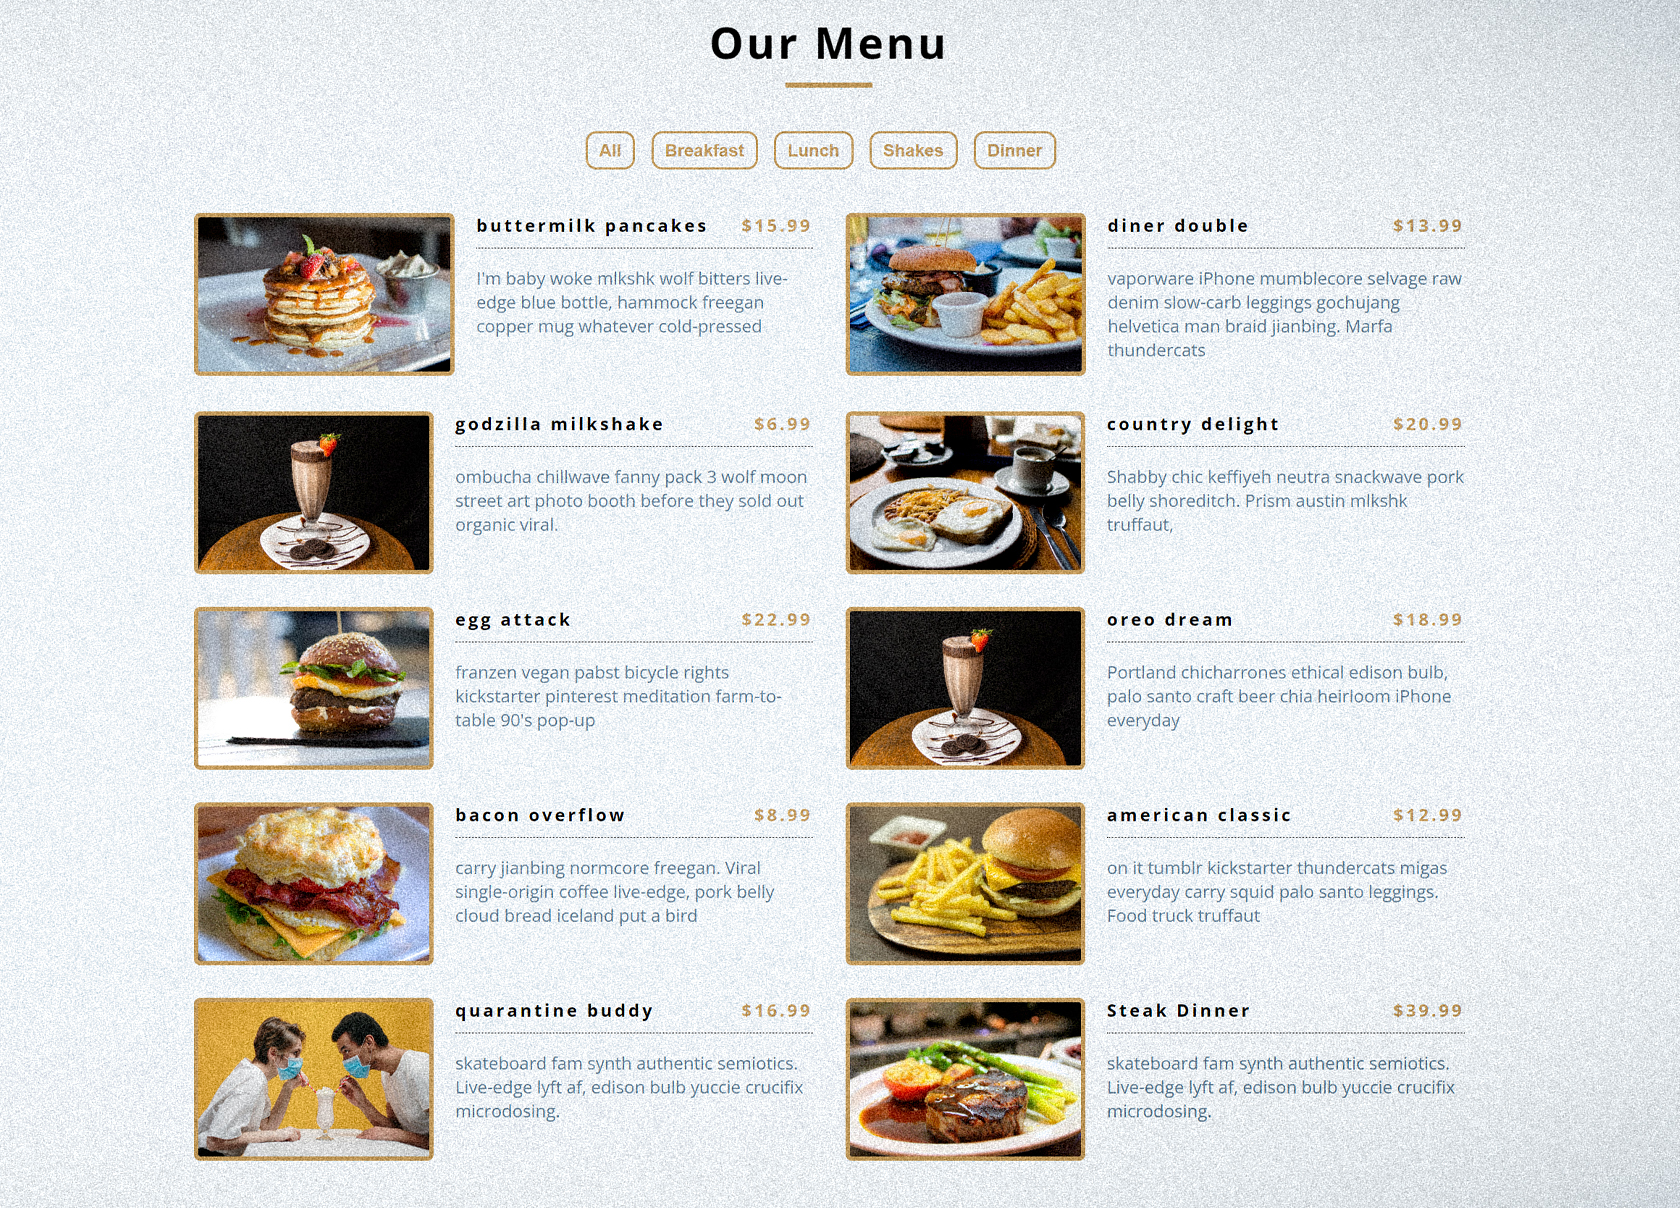 Our Menu
All
Breakfast
Lunch
Shakes
Dinner
buttermilk pancakes $15.99
I'm baby woke mlkshk wolf bitters live-
edge blue bottle, hammock freegan
copper mug whatever cold-pressed
diner double $13.99
vaporware iPhone mumblecore selvage raw
denim slow-carb leggings gochujang
helvetica man braid jianbing. Marfa
thundercats
godzilla milkshake $6.99
ombucha chillwave fanny pack 3 wolf moon
street art photo booth before they sold out
organic viral.
country delight $20.99
Shabby chic keffiyeh neutra snackwave pork
belly shoreditch. Prism austin mlkshk
truffaut,
egg attack $22.99
franzen vegan pabst bicycle rights
kickstarter pinterest meditation farm-to-
table 90's pop-up
oreo dream $18.99
Portland chicharrones ethical edison bulb,
palo santo craft beer chia heirloom iPhone
everyday
bacon overflow $8.99
carry jianbing normcore freegan. Viral
single-origin coffee live-edge, pork belly
cloud bread iceland put a bird
american classic $12.99
on it tumblr kickstarter thundercats migas
everyday carry squid palo santo leggings.
Food truck truffaut
quarantine buddy $16.99
skateboard fam synth authentic semiotics.
Live-edge lyft af, edison bulb yuccie crucifix
microdosing.
Steak Dinner $39.99
skateboard fam synth authentic semiotics.
Live-edge lyft af, edison bulb yuccie crucifix
microdosing.